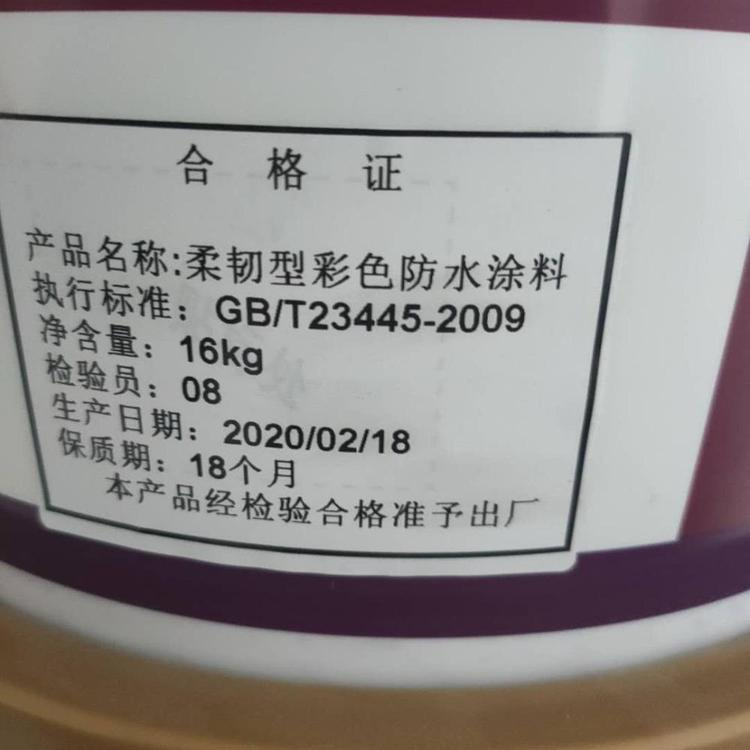 合格证
产品名称:柔韧型彩色防水涂料
执行标准：GB/T23445-2009
净含量：16kg
检验员：08
生产日期：2020/02/18
保质期：18个月
本产品经检验合格准予出厂